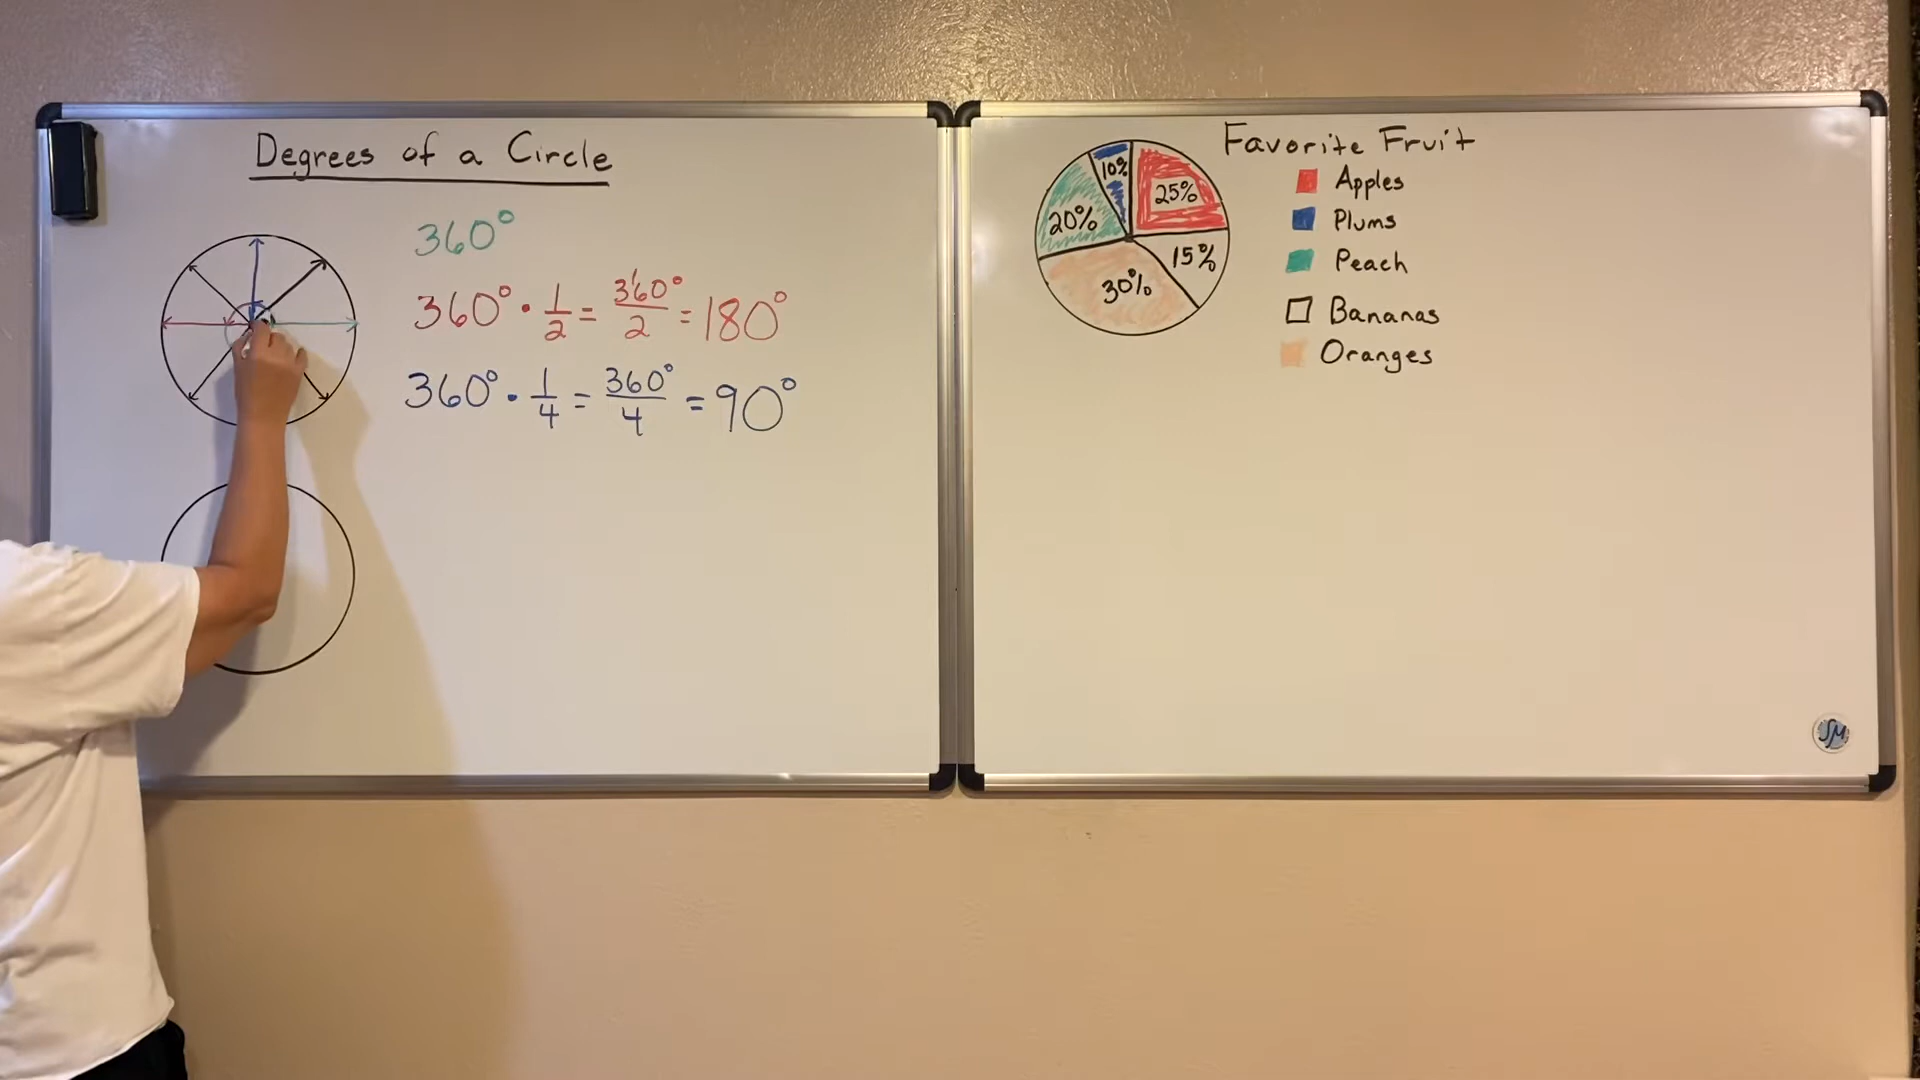 Degrees of a Circle
360°
360° · 1/2 = 360°/2 = 180°
360° · 1/4 = 360°/4 = 90°
Favorite Fruit
10%
25%
20%
15%
30%
Apples
Plums
Peach
Bananas
Oranges
SM